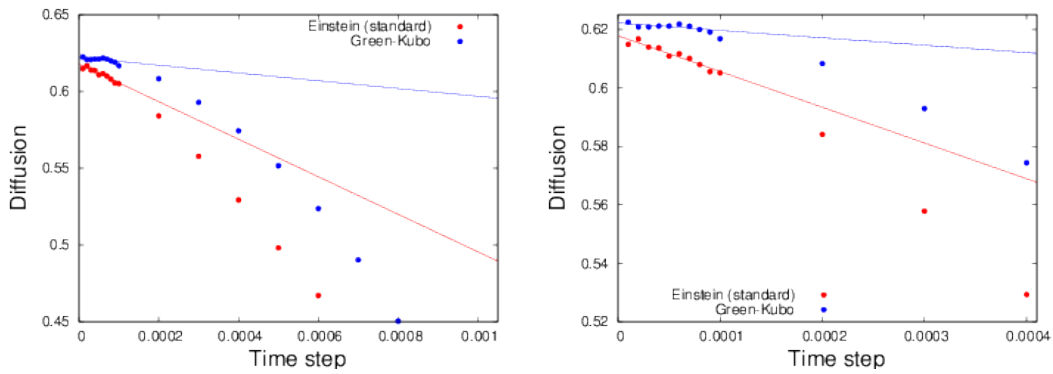 0.65
0.6
0.55
0.5
0.45
0
0.0002
0.0004
0.0006
0.0008
0.001
Diffusion
Time step
Einstein (standard)
Green-Kubo
0.62
0.6
0.58
0.56
0.54
0.52
0
0.0001
0.0002
0.0003
0.0004
Diffusion
Time step
Einstein (standard)
Green-Kubo